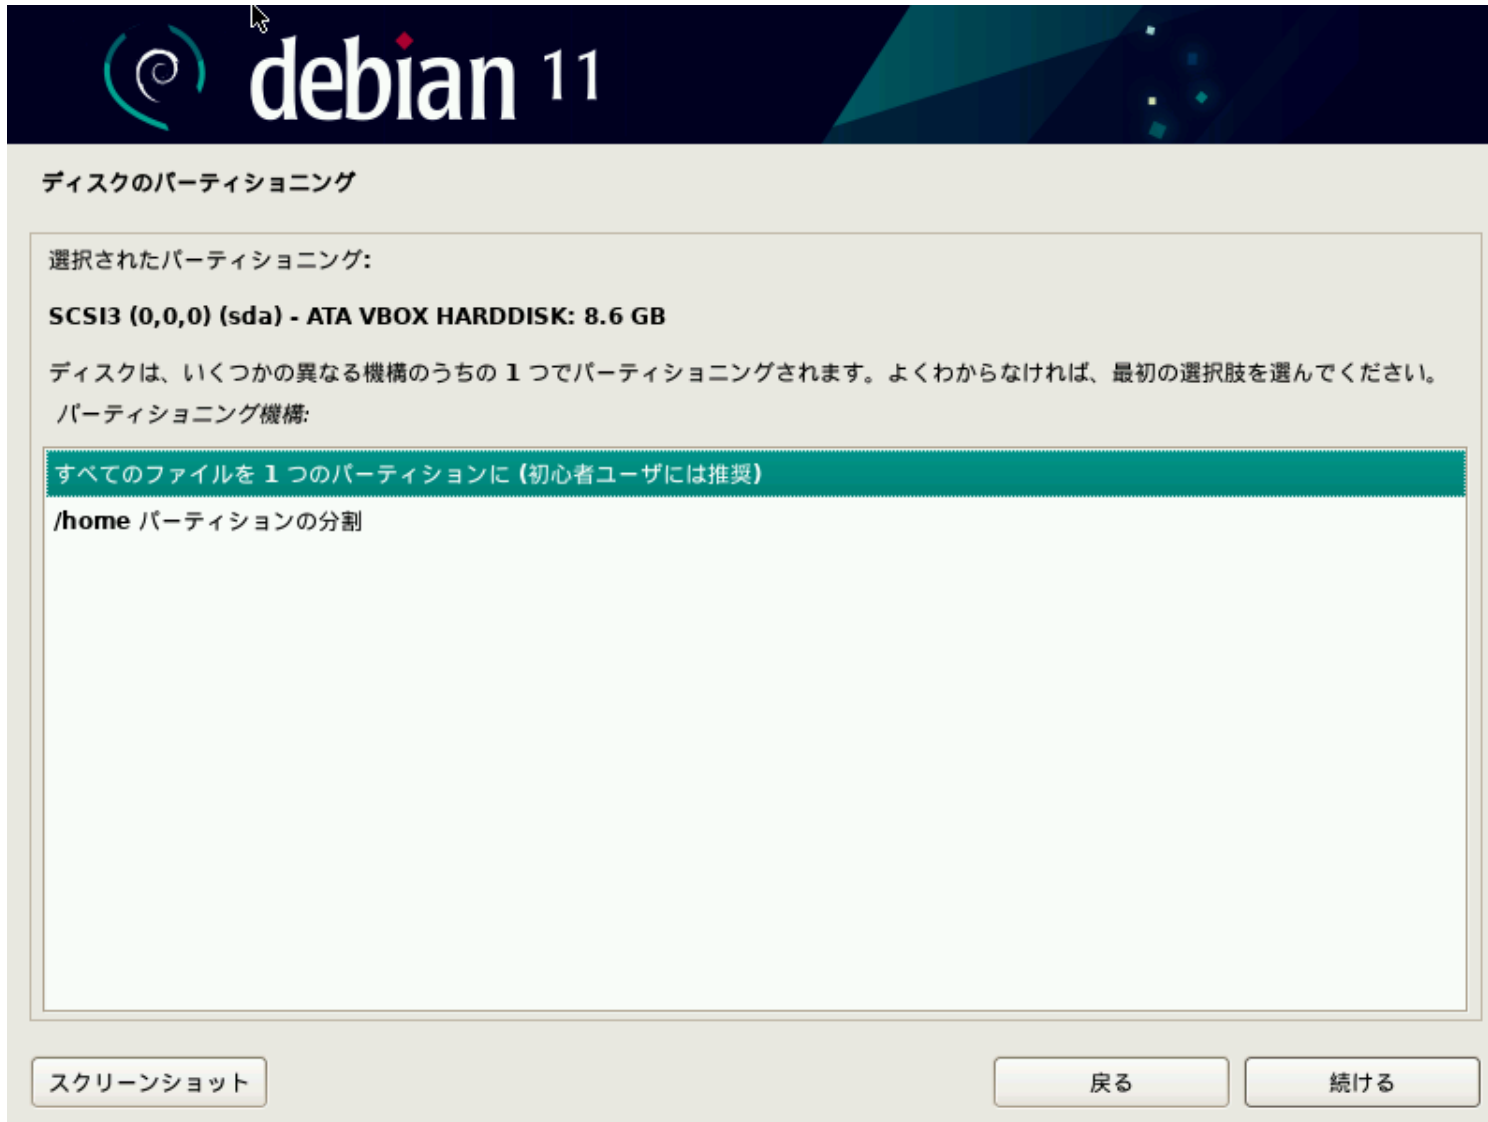 debian 11
ディスクのパーティショニング
選択されたパーティショニング:
SCSI3 (0,0,0) (sda) - ATA VBOX HARDDISK: 8.6 GB
ディスクは、いくつかの異なる機構のうちの 1 つでパーティショニングされます。よくわからなければ、最初の選択肢を選んでください。
パーティショニング機構:
すべてのファイルを 1 つのパーティションに (初心者ユーザには推奨)
/home パーティションの分割
スクリーンショット
戻る
続ける